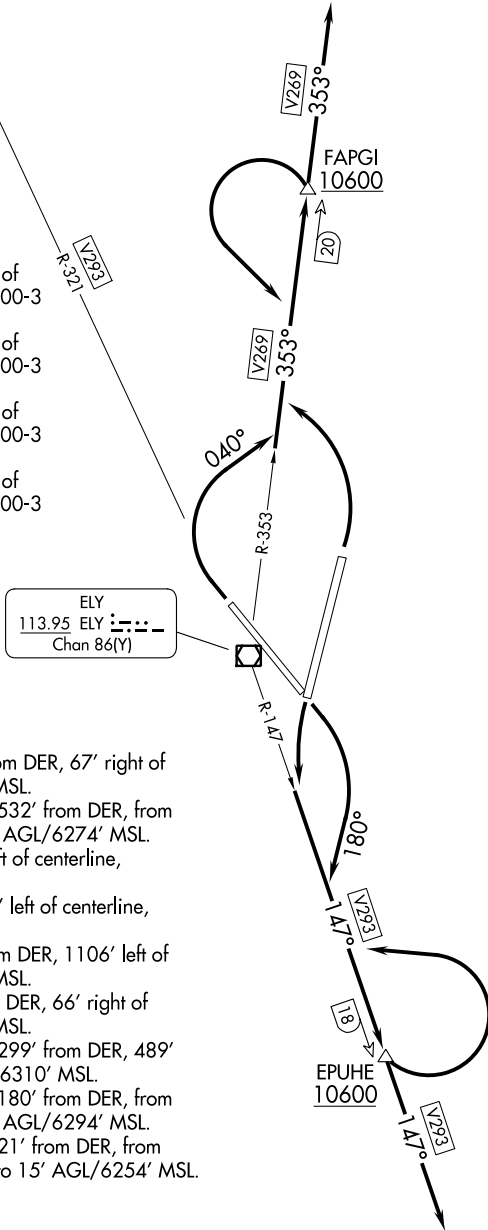 V269
353°
FAPGI
10600
20
V293
R-321
of
00-3
of
00-3
of
00-3
of
00-3
V269
353°
040°
R-353
ELY
113.95 ELY
Chan 86(Y)
R-147
om DER, 67’ right of
MSL.
532’ from DER, from
AGL/6274’ MSL.
ft of centerline,
’ left of centerline,
m DER, 1106’ left of
MSL.
DER, 66’ right of
MSL.
299’ from DER, 489’
6310’ MSL.
180’ from DER, from
AGL/6294’ MSL.
21’ from DER, from
o 15’ AGL/6254’ MSL.
180°
147°
V293
18
EPUHE
10600
147°
V293